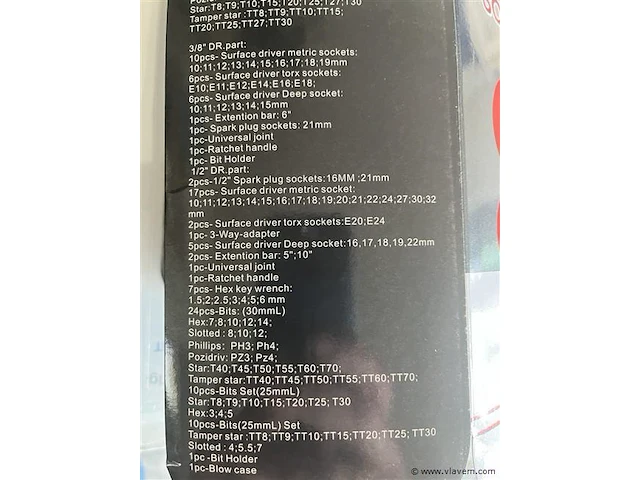 Star:T8;T9;T10;T15;T20;T25;T27;T30
Tamper star :TT8;TT9;TT10;TT15;
TT20;TT25;TT27;TT30
3/8" DR.part:
10pcs- Surface driver metric sockets:
10;11;12;13;14;15;16;17;18;19mm
6pcs- Surface driver torx sockets:
E10;E11;E12;E14;E16;E18;
6pcs- Surface driver Deep socket:
10;11;12;13;14;15mm
1pcs- Extention bar: 6"
1pc- Spark plug sockets: 21mm
1pc-Universal joint
1pc-Ratchet handle
1pc- Bit Holder
1/2" DR.part:
2pcs-1/2" Spark plug sockets:16MM ;21mm
17pcs- Surface driver metric socket:
10;11;12;13;14;15;16;17;18;19;20;21;22;24;27;30;32
mm
2pcs- Surface driver torx sockets:E20;E24
1pc- 3-Way-adapter
5pcs- Surface driver Deep socket:16,17,18,19,22mm
2pcs- Extention bar: 5";10"
1pc-Universal joint
1pc-Ratchet handle
7pcs- Hex key wrench:
1.5;2;2.5;3;4;5;6 mm
24pcs-Bits: (30mmL)
Hex:7;8;10;12;14;
Slotted : 8;10;12;
Phillips: PH3; Ph4;
Pozidriv: PZ3; Pz4;
Star:T40;T45;T50;T55;T60;T70;
Tamper star:TT40;TT45;TT50;TT55;TT60;TT70;
10pcs-Bits Set(25mmL)
Star:T8;T9;T10;T15;T20;T25; T30
Hex:3;4;5
10pcs-Bits(25mmL) Set
Tamper star :TT8;TT9;TT10;TT15;TT20;TT25; TT30
Slotted : 4;5.5;7
1pc -Bit Holder
1pc-Blow case
© www.vlavem.com